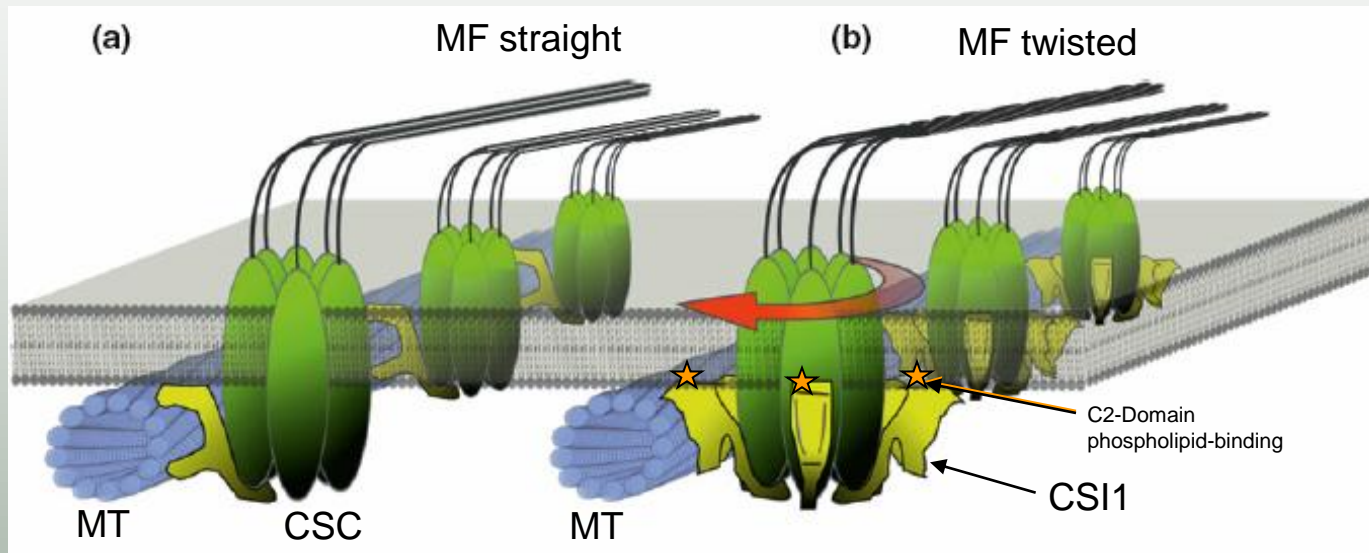 (a)
MF straight
(b)
MF twisted
C2-Domain
phospholipid-binding
CSI1
MT
CSC
MT